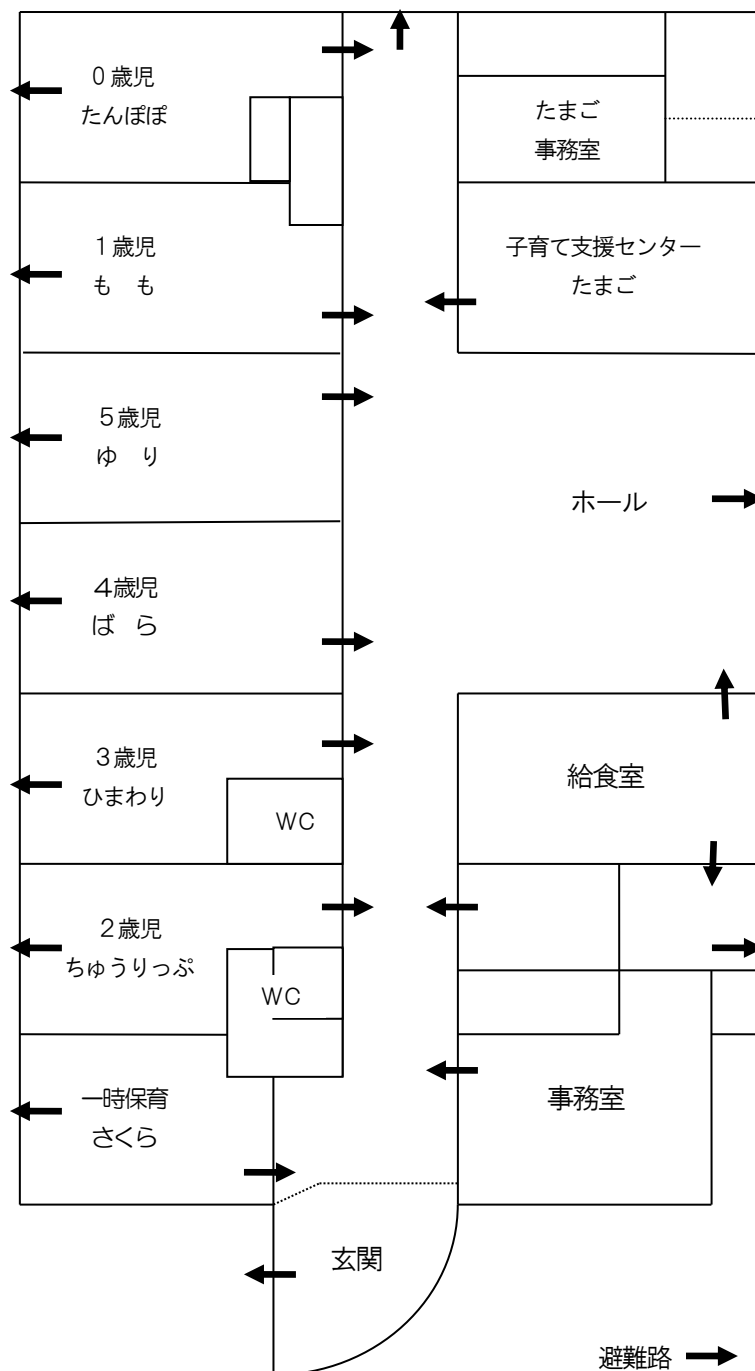 0歳児
たんぽぽ
たまご
事務室
1歳児
も　も
子育て支援センター
たまご
5歳児
ゆ　り
ホール
4歳児
ば　ら
3歳児
ひまわり
WC
給食室
2歳児
ちゅうりっぷ
WC
一時保育
さくら
事務室
玄関
避難路